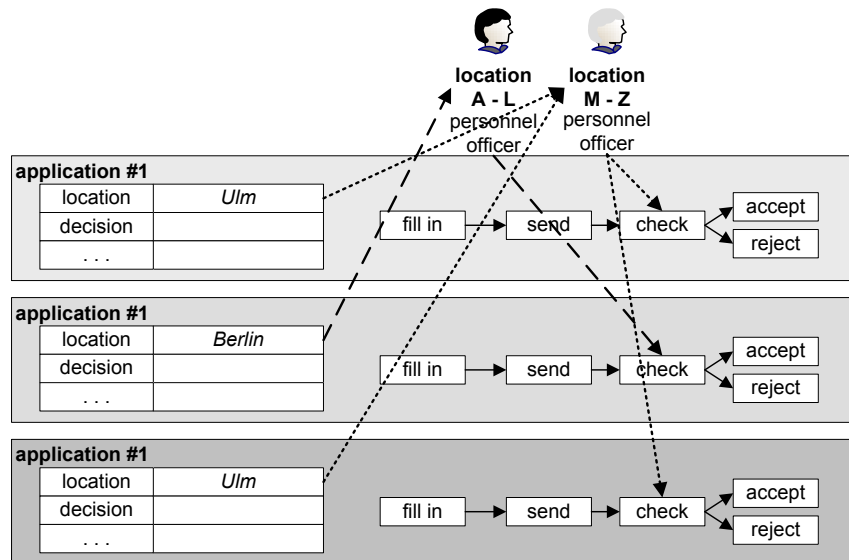 location
A - L
personnel
officer
location
M - Z
personnel
officer
application #1
location Ulm
decision
. . .
fill in send check accept
reject
application #1
location Berlin
decision
. . .
fill in send check accept
reject
application #1
location Ulm
decision
. . .
fill in send check accept
reject